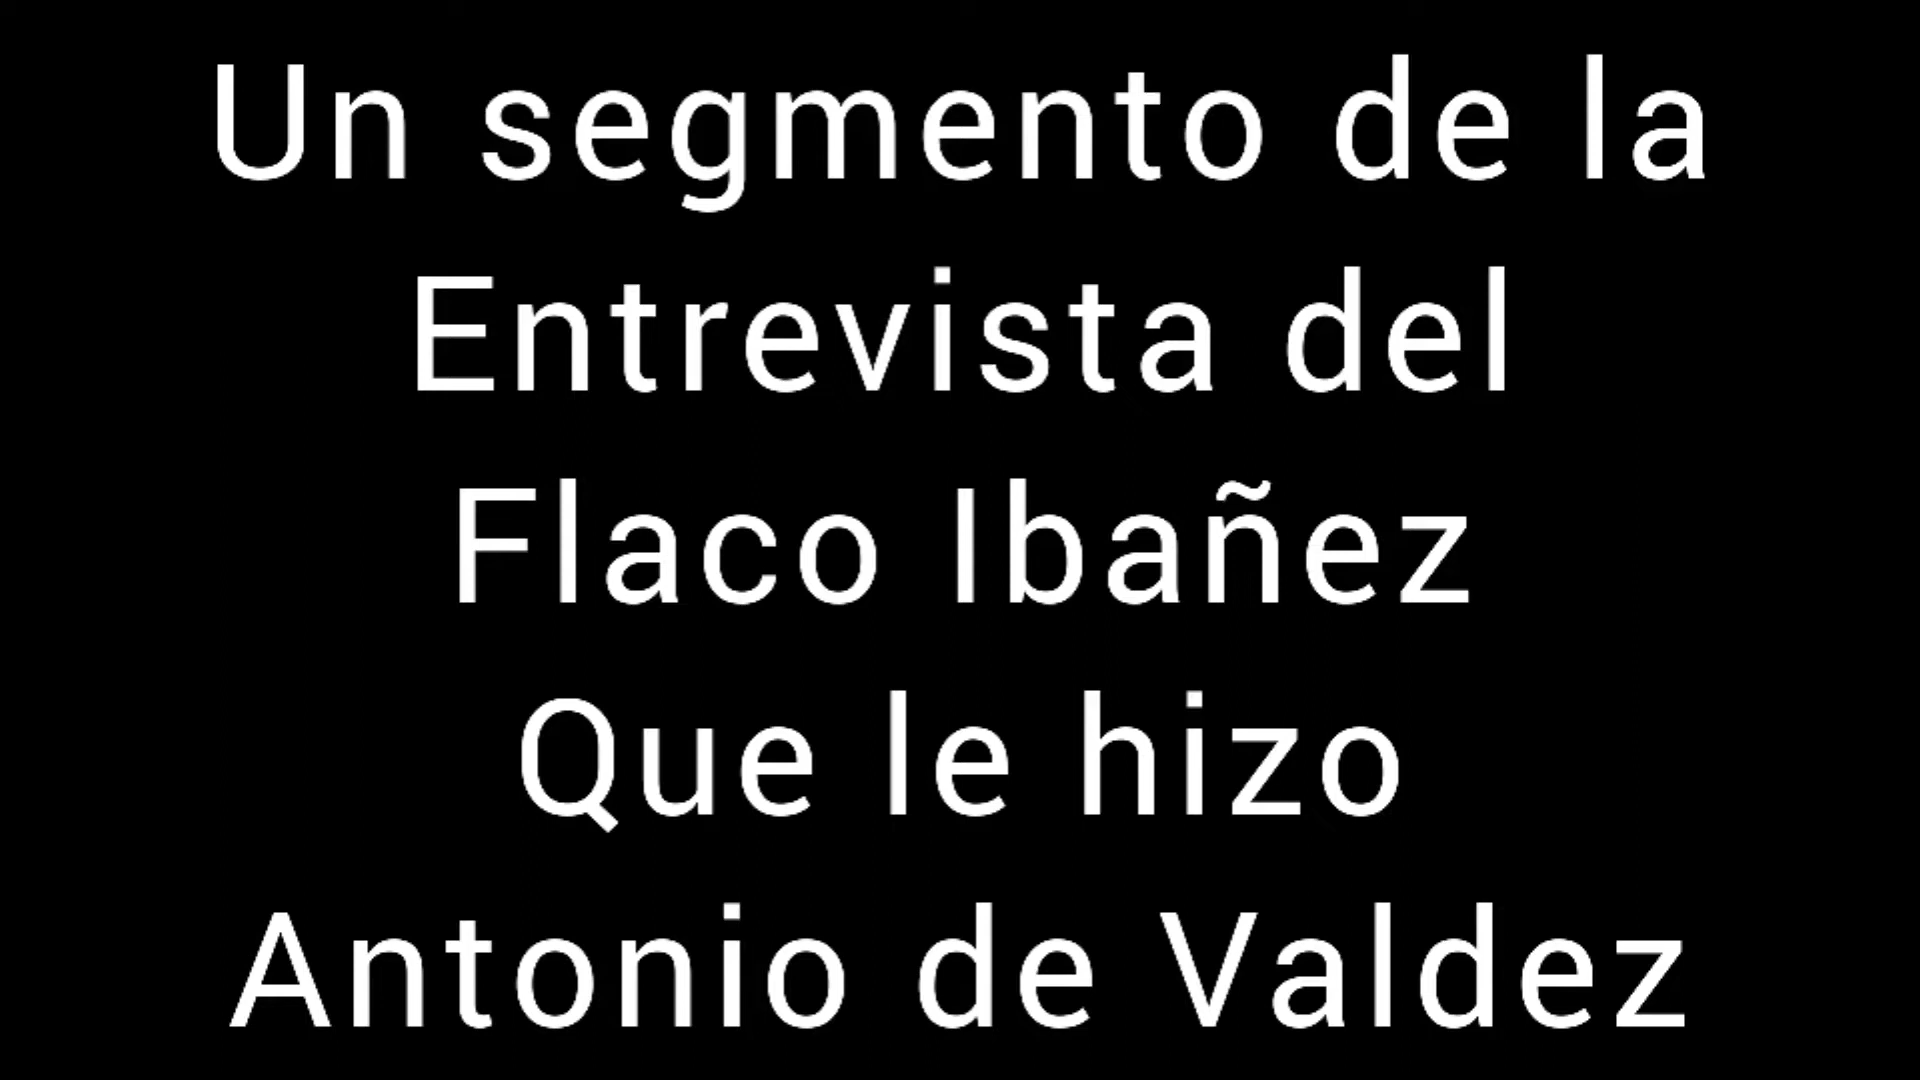 Un segmento de la
Entrevista del
Flaco Ibañez
Que le hizo
Antonio de Valdez